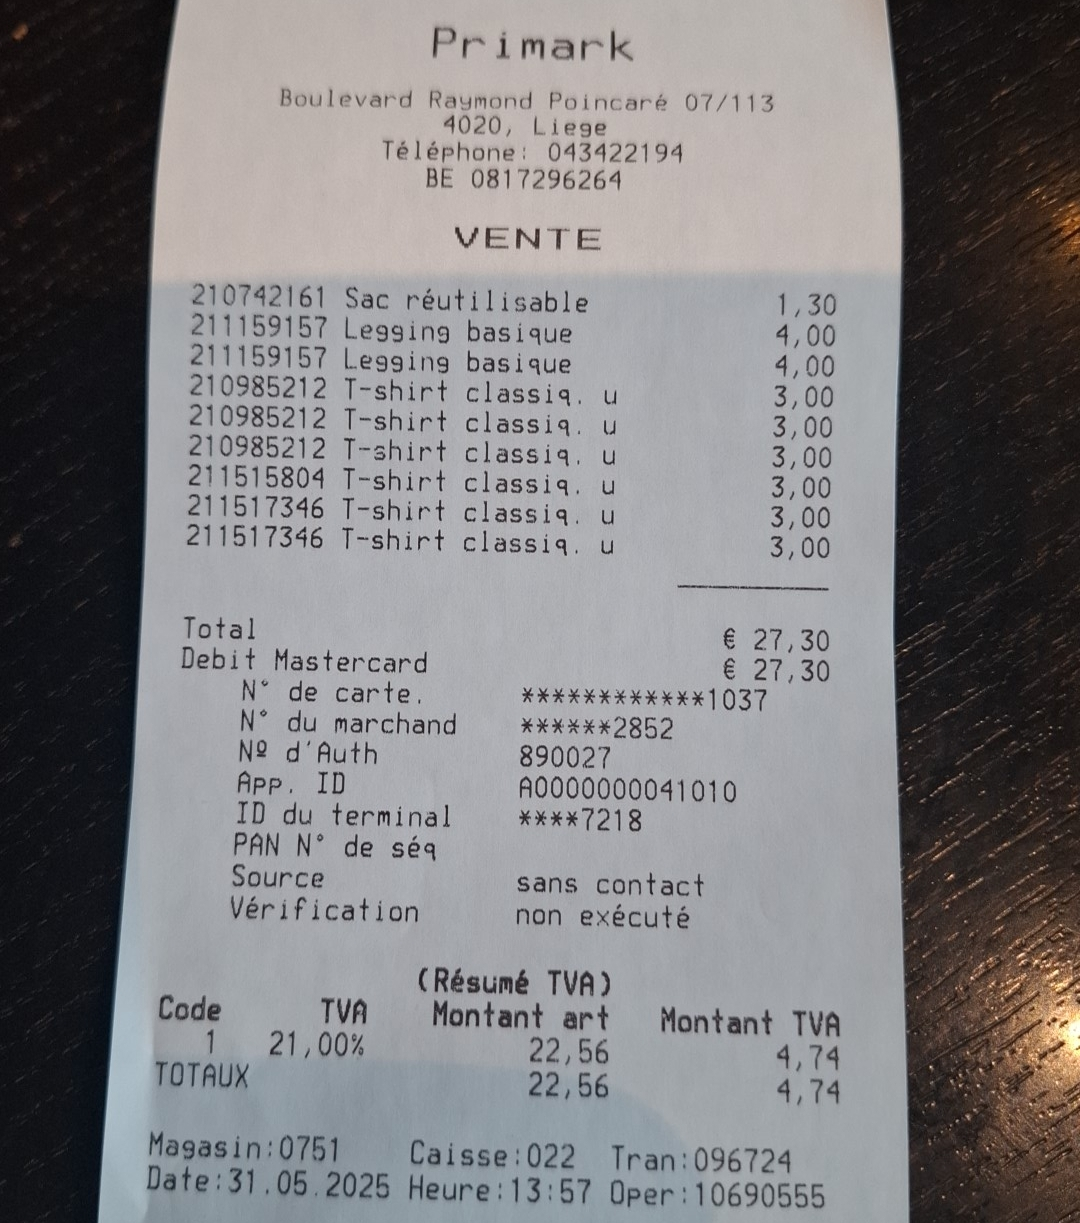 Primark
Boulevard Raymond Poincaré 07/113
4020, Liege
Téléphone: 043422194
BE 0817296264
VENTE
210742161 Sac réutilisable 1,30
211159157 Legging basique 4,00
211159157 Legging basique 4,00
210985212 T-shirt classiq. u 3,00
210985212 T-shirt classiq. u 3,00
210985212 T-shirt classiq. u 3,00
211515804 T-shirt classiq. u 3,00
211517346 T-shirt classiq. u 3,00
211517346 T-shirt classiq. u 3,00
Total € 27,30
Debit Mastercard € 27,30
N° de carte. ************1037
N° du marchand ******2852
Nº d'Auth 890027
App. ID A0000000041010
ID du terminal ****7218
PAN N° de séq
Source sans contact
Vérification non exécuté
(Résumé TVA)
Code TVA Montant art Montant TVA
1 21,00% 22,56 4,74
TOTAUX 22,56 4,74
Magasin:0751 Caisse:022 Tran:096724
Date:31.05.2025 Heure:13:57 Oper:10690555